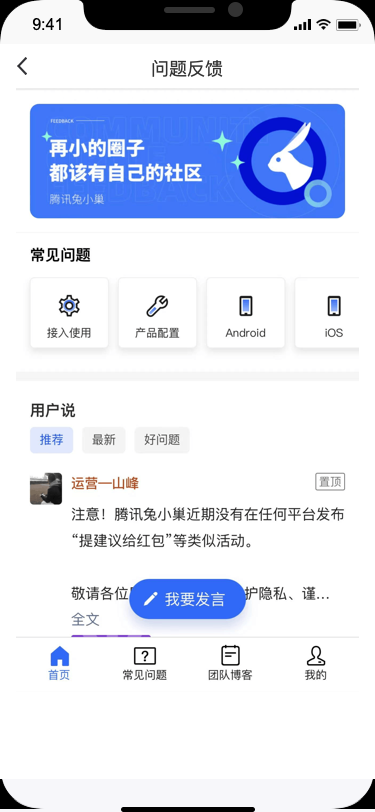 9:41
问题反馈
FEEDBACK
再小的圈子
都该有自己的社区
腾讯兔小巢
常见问题
接入使用
产品配置
Android
iOS
用户说
推荐
最新
好问题
运营—山峰
置顶
注意！腾讯兔小巢近期没有在任何平台发布
“提建议给红包”等类似活动。
敬请各位
护隐私、谨...
我要发言
全文
首页
常见问题
团队博客
我的